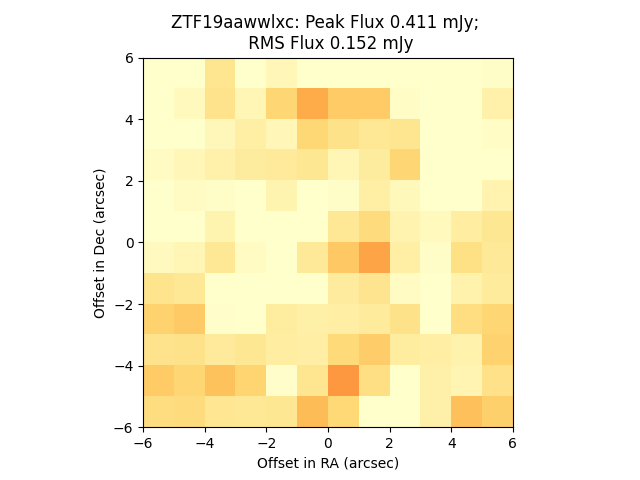 ZTF19aawwlxc: Peak Flux 0.411 mJy;
RMS Flux 0.152 mJy
6
4
2
0
−2
−4
−6
Offset in Dec (arcsec)
−6 −4 −2 0 2 4 6
Offset in RA (arcsec)